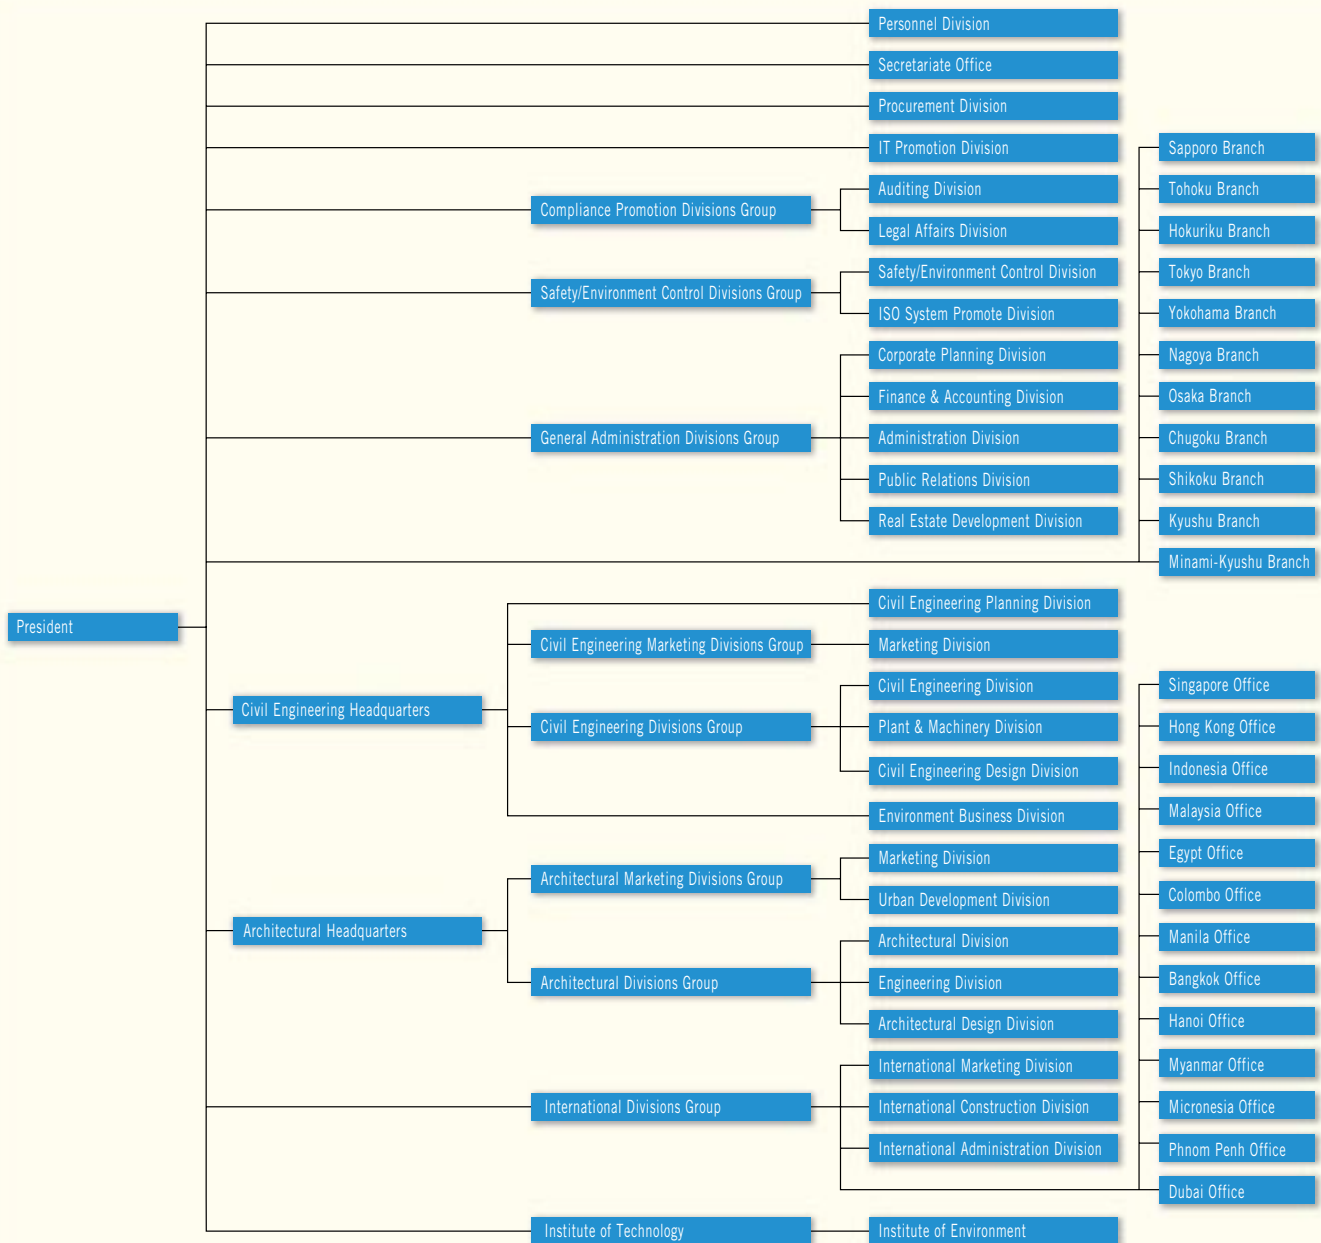 Personnel Division
Secretariate Office
Procurement Division
IT Promotion Division
Sapporo Branch
Compliance Promotion Divisions Group
Auditing Division
Tohoku Branch
Legal Affairs Division
Hokuriku Branch
Safety/Environment Control Divisions Group
Safety/Environment Control Division
Tokyo Branch
ISO System Promote Division
Yokohama Branch
Corporate Planning Division
Nagoya Branch
Finance & Accounting Division
Osaka Branch
General Administration Divisions Group
Administration Division
Chugoku Branch
Public Relations Division
Shikoku Branch
Real Estate Development Division
Kyushu Branch
Minami-Kyushu Branch
President
Civil Engineering Planning Division
Civil Engineering Marketing Divisions Group
Marketing Division
Civil Engineering Headquarters
Civil Engineering Division
Singapore Office
Civil Engineering Divisions Group
Plant & Machinery Division
Hong Kong Office
Civil Engineering Design Division
Indonesia Office
Environment Business Division
Malaysia Office
Architectural Marketing Divisions Group
Marketing Division
Egypt Office
Urban Development Division
Colombo Office
Architectural Headquarters
Architectural Division
Manila Office
Architectural Divisions Group
Engineering Division
Bangkok Office
Architectural Design Division
Hanoi Office
International Marketing Division
Myanmar Office
International Divisions Group
International Construction Division
Micronesia Office
International Administration Division
Phnom Penh Office
Dubai Office
Institute of Technology
Institute of Environment